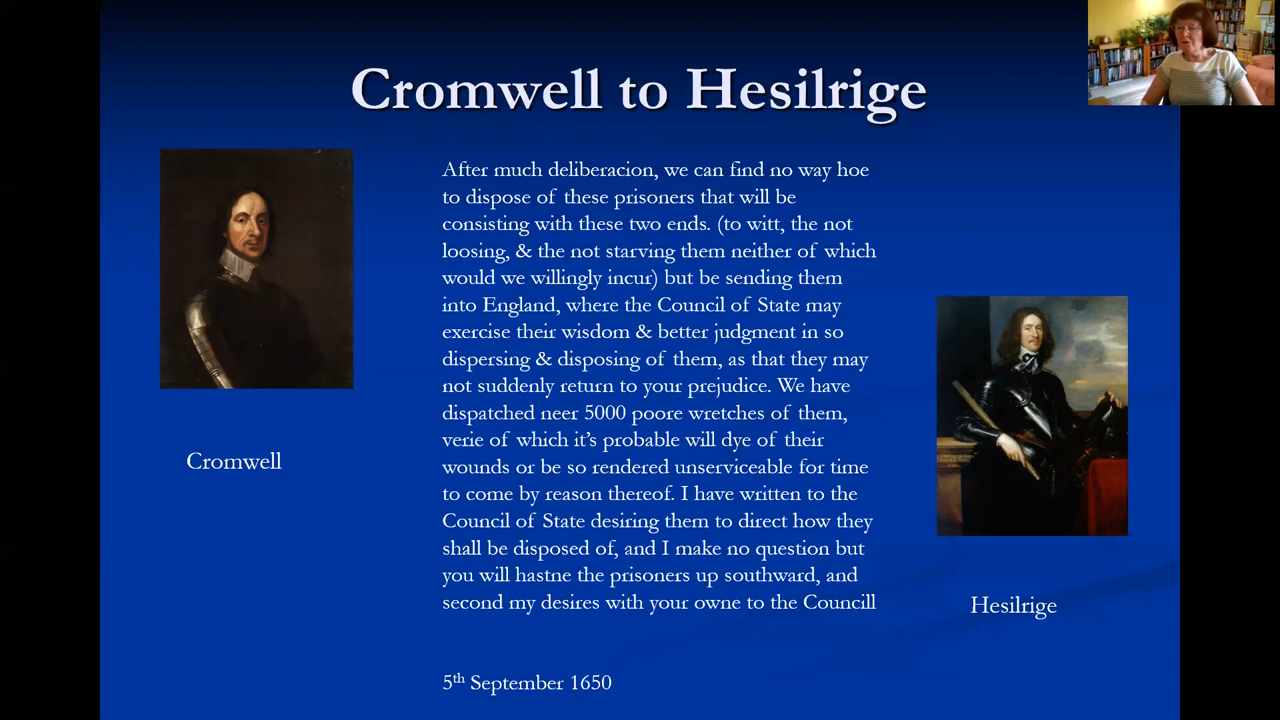 Cromwell to Hesilrige
After much deliberacion, we can find no way hoe
to dispose of these prisoners that will be
consisting with these two ends. (to witt, the not
loosing, & the not starving them neither of which
would we willingly incur) but be sending them
into England, where the Council of State may
exercise their wisdom & better judgment in so
dispersing & disposing of them, as that they may
not suddenly return to your prejudice. We have
dispatched neer 5000 poore wretches of them,
verie of which it's probable will dye of their
wounds or be so rendered unserviceable for time
to come by reason thereof. I have written to the
Council of State desiring them to direct how they
shall be disposed of, and I make no question but
you will hastne the prisoners up southward, and
second my desires with your owne to the Councill
5th September 1650
Cromwell
Hesilrige